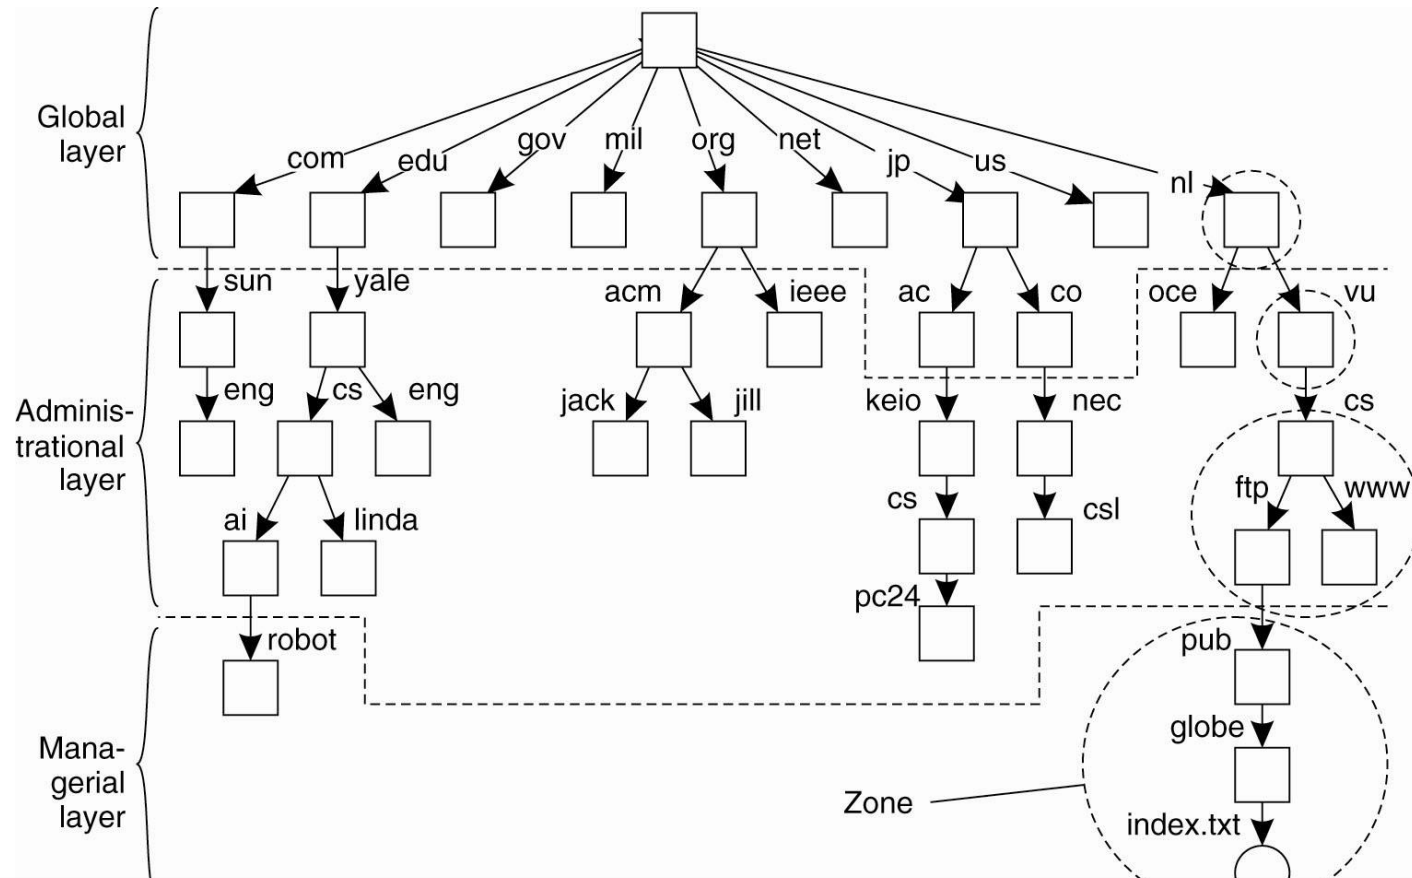 Global
layer
com
edu
gov
mil
org
net
jp
us
nl
sun
yale
acm
ieee
ac
co
oce
vu
Adminis-
trational
layer
eng
cs
eng
jack
jill
keio
nec
cs
ai
linda
cs
csl
ftp
www
pc24
robot
pub
Mana-
gerial
layer
globe
Zone
index.txt